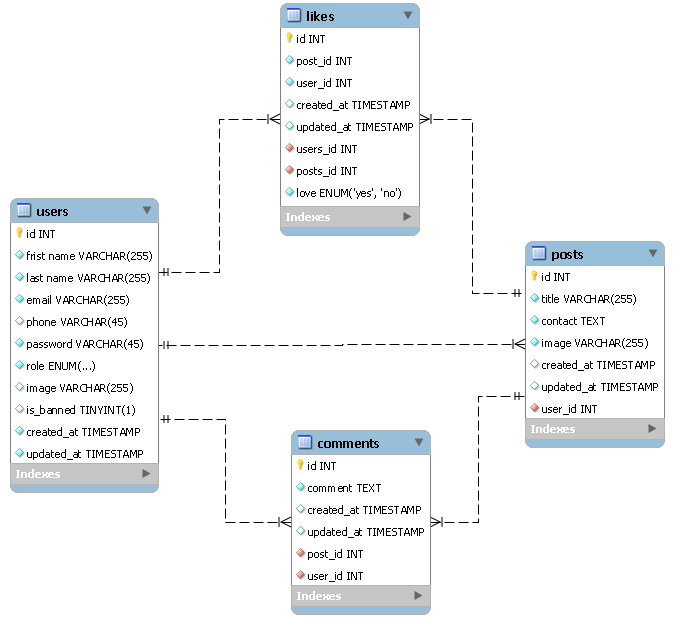 likes
id INT
post_id INT
user_id INT
created_at TIMESTAMP
updated_at TIMESTAMP
users_id INT
posts_id INT
love ENUM('yes', 'no')
Indexes
users
id INT
frist name VARCHAR(255)
last name VARCHAR(255)
email VARCHAR(255)
phone VARCHAR(45)
password VARCHAR(45)
role ENUM(...)
image VARCHAR(255)
is_banned TINYINT(1)
created_at TIMESTAMP
updated_at TIMESTAMP
Indexes
posts
id INT
title VARCHAR(255)
contact TEXT
image VARCHAR(255)
created_at TIMESTAMP
updated_at TIMESTAMP
user_id INT
Indexes
comments
id INT
comment TEXT
created_at TIMESTAMP
updated_at TIMESTAMP
post_id INT
user_id INT
Indexes